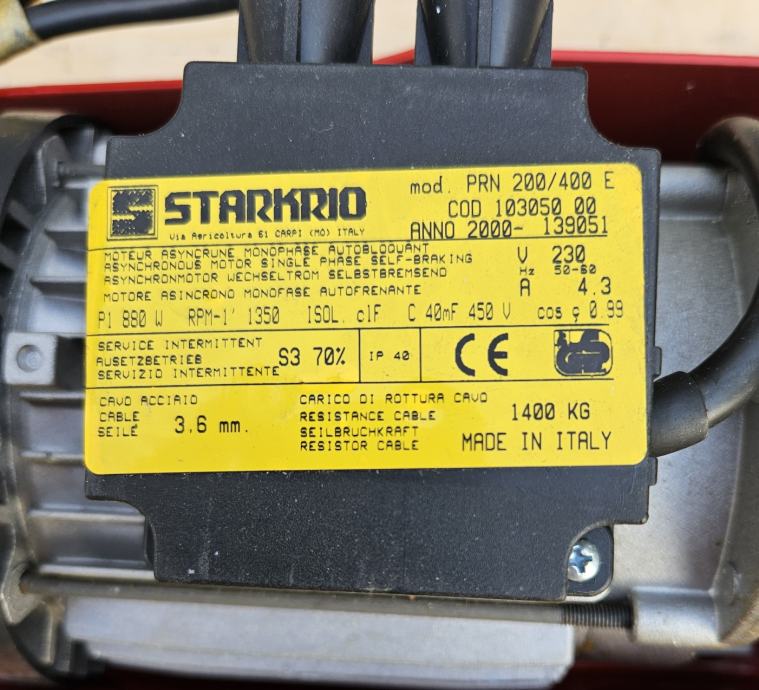 S STARKRIO
Via Agricoltura 61 CARPI (MO) ITALY
mod. PRN 200/400 E
COD 103050 00
ANNO 2000- 139051
MOTEUR ASYNCRUNE MONOPHASE AUTOBLOQUANT
ASYNCHRONOUS MOTOR SINGLE PHASE SELF-BRAKING
ASYNCHRONMOTOR WECHSELTROM SELBSTBREMSEND
MOTORE ASINCRONO MONOFASE AUTOFRENANTE
V 230
Hz 50-60
A 4.3
P1 880 W RPM-1' 1350 ISOL. clF C 40mF 450 V cos ç 0.99
SERVICE INTERMITTENT
AUSETZBETRIEB
SERVIZIO INTERMITTENTE
S3 70%
IP 40
CE
GS
CAVO ACCIAIO
CABLE
SEILE
3,6 mm.
CARICO DI ROTTURA CAVO
RESISTANCE CABLE
SEILBRUCHKRAFT
RESISTOR CABLE
1400 KG
MADE IN ITALY